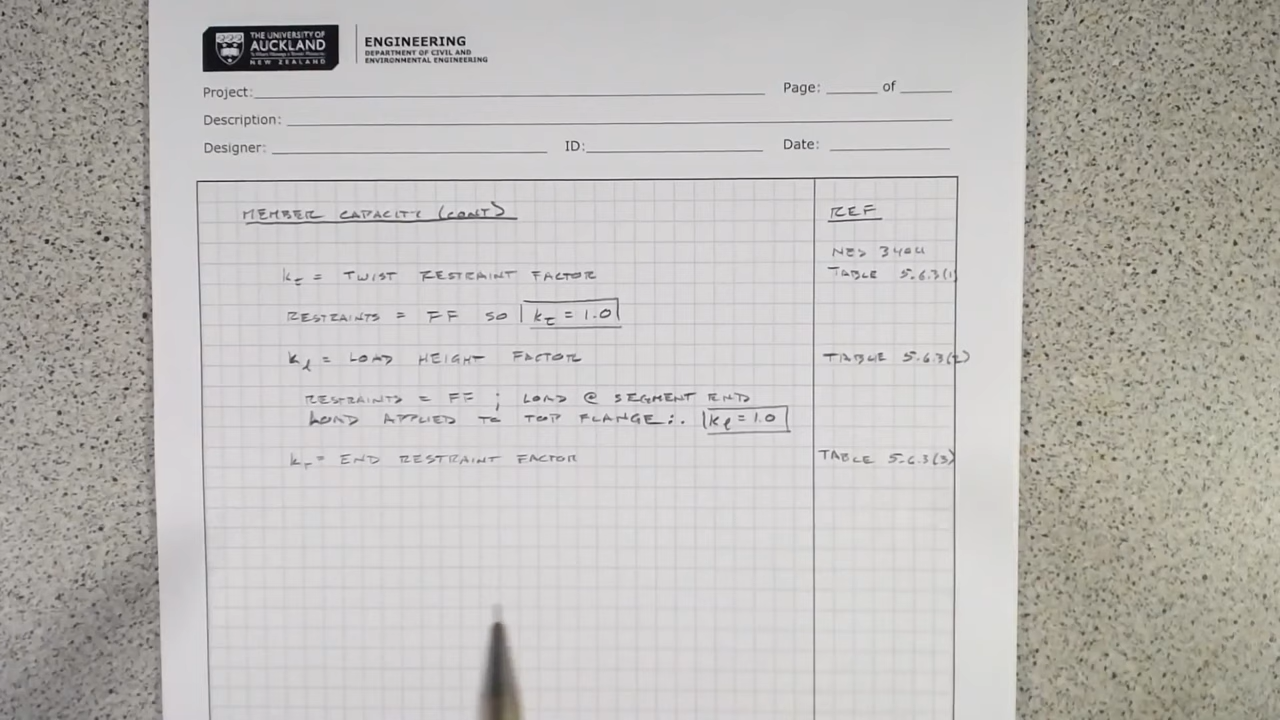 THE UNIVERSITY OF
AUCKLAND
NEW ZEALAND
ENGINEERING
DEPARTMENT OF CIVIL AND
ENVIRONMENTAL ENGINEERING
Project:
Page: of
Description:
Designer: ID: Date:
MEMBER CAPACITY (CONT) REF
NZS 3404
kt = TWIST RESTRAINT FACTOR TABLE 5.6.3(1)
RESTRAINTS = FF SO kt = 1.0
kl = LOAD HEIGHT FACTOR TABLE 5.6.3(2)
RESTRAINTS = FF ; LOAD @ SEGMENT END
LOAD APPLIED TO TOP FLANGE ∴ kl = 1.0
kr = END RESTRAINT FACTOR TABLE 5.6.3(3)